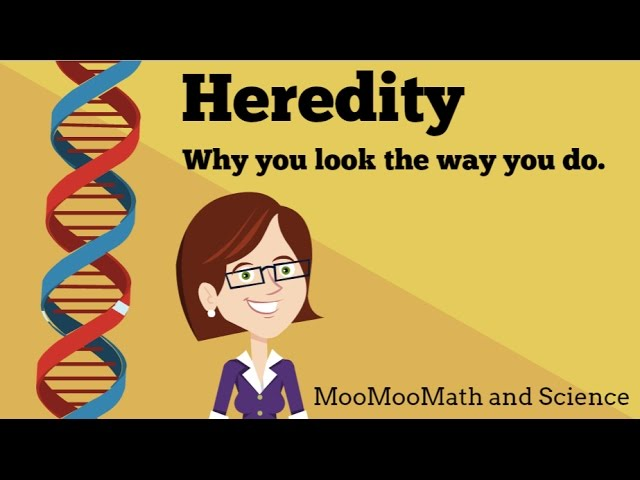 Heredity
Why you look the way you do.
MooMooMath and Science